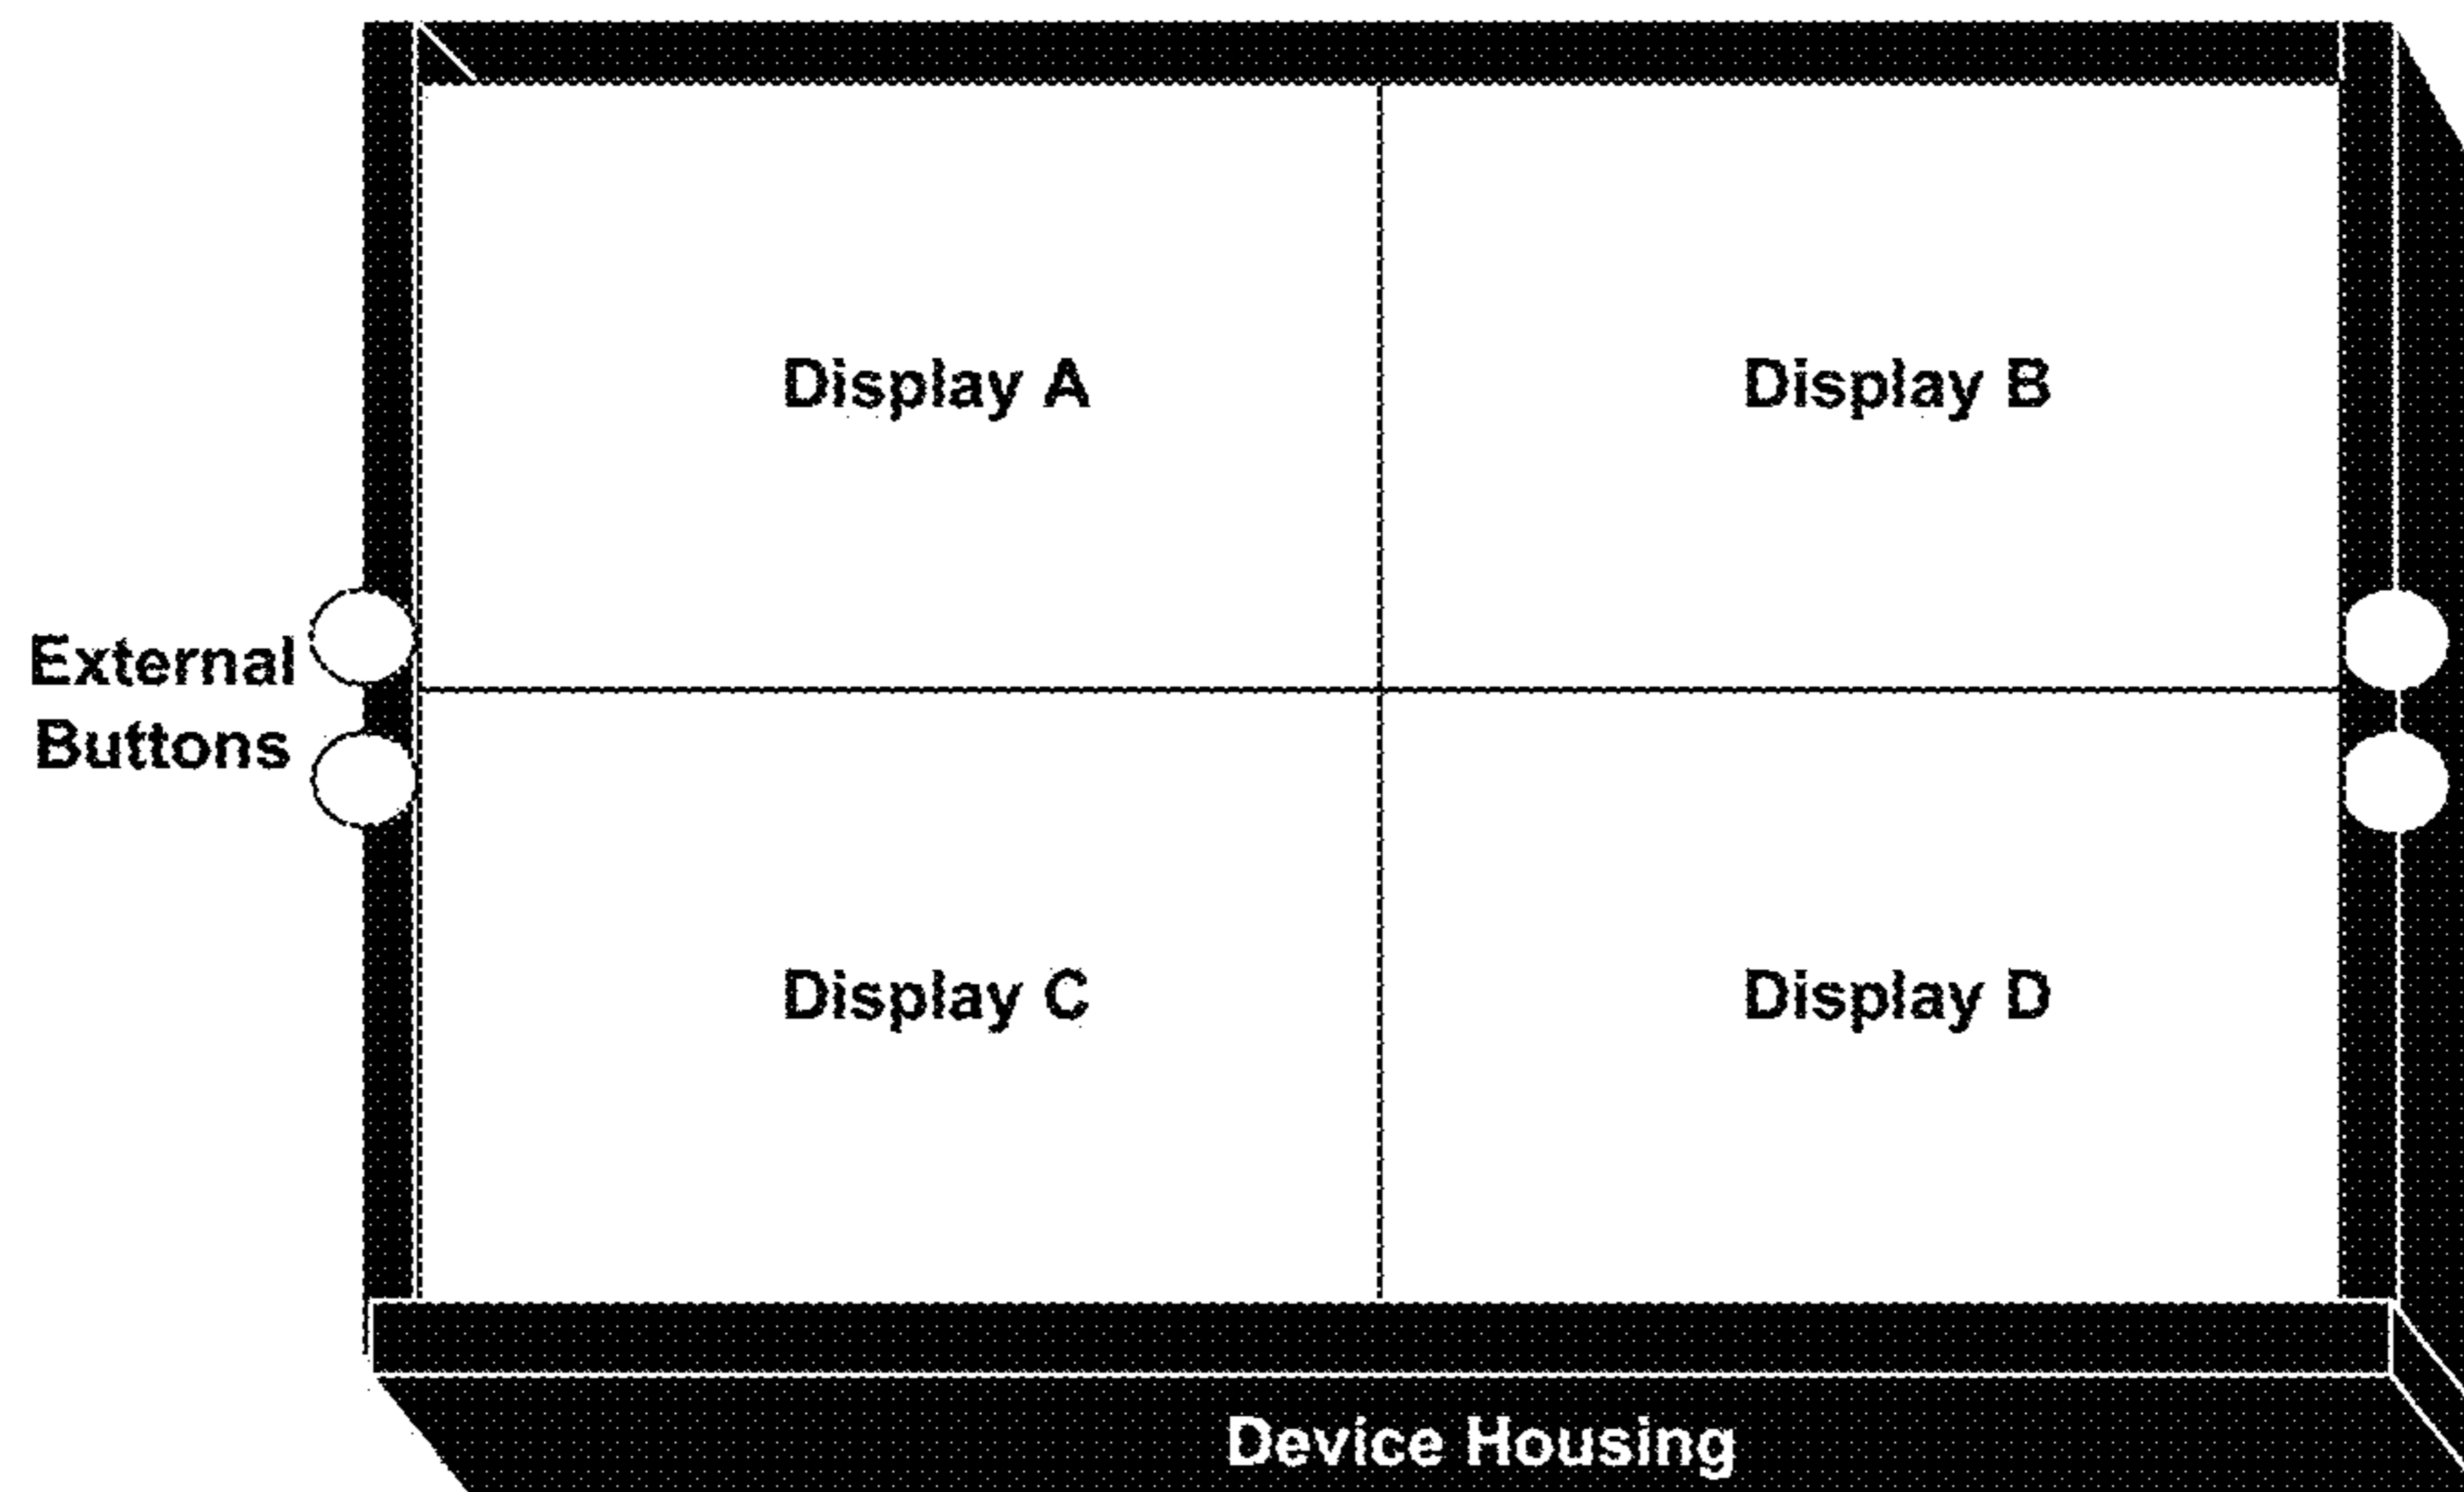 Display A
Display B
External
Buttons
Display C
Display D
Device Housing